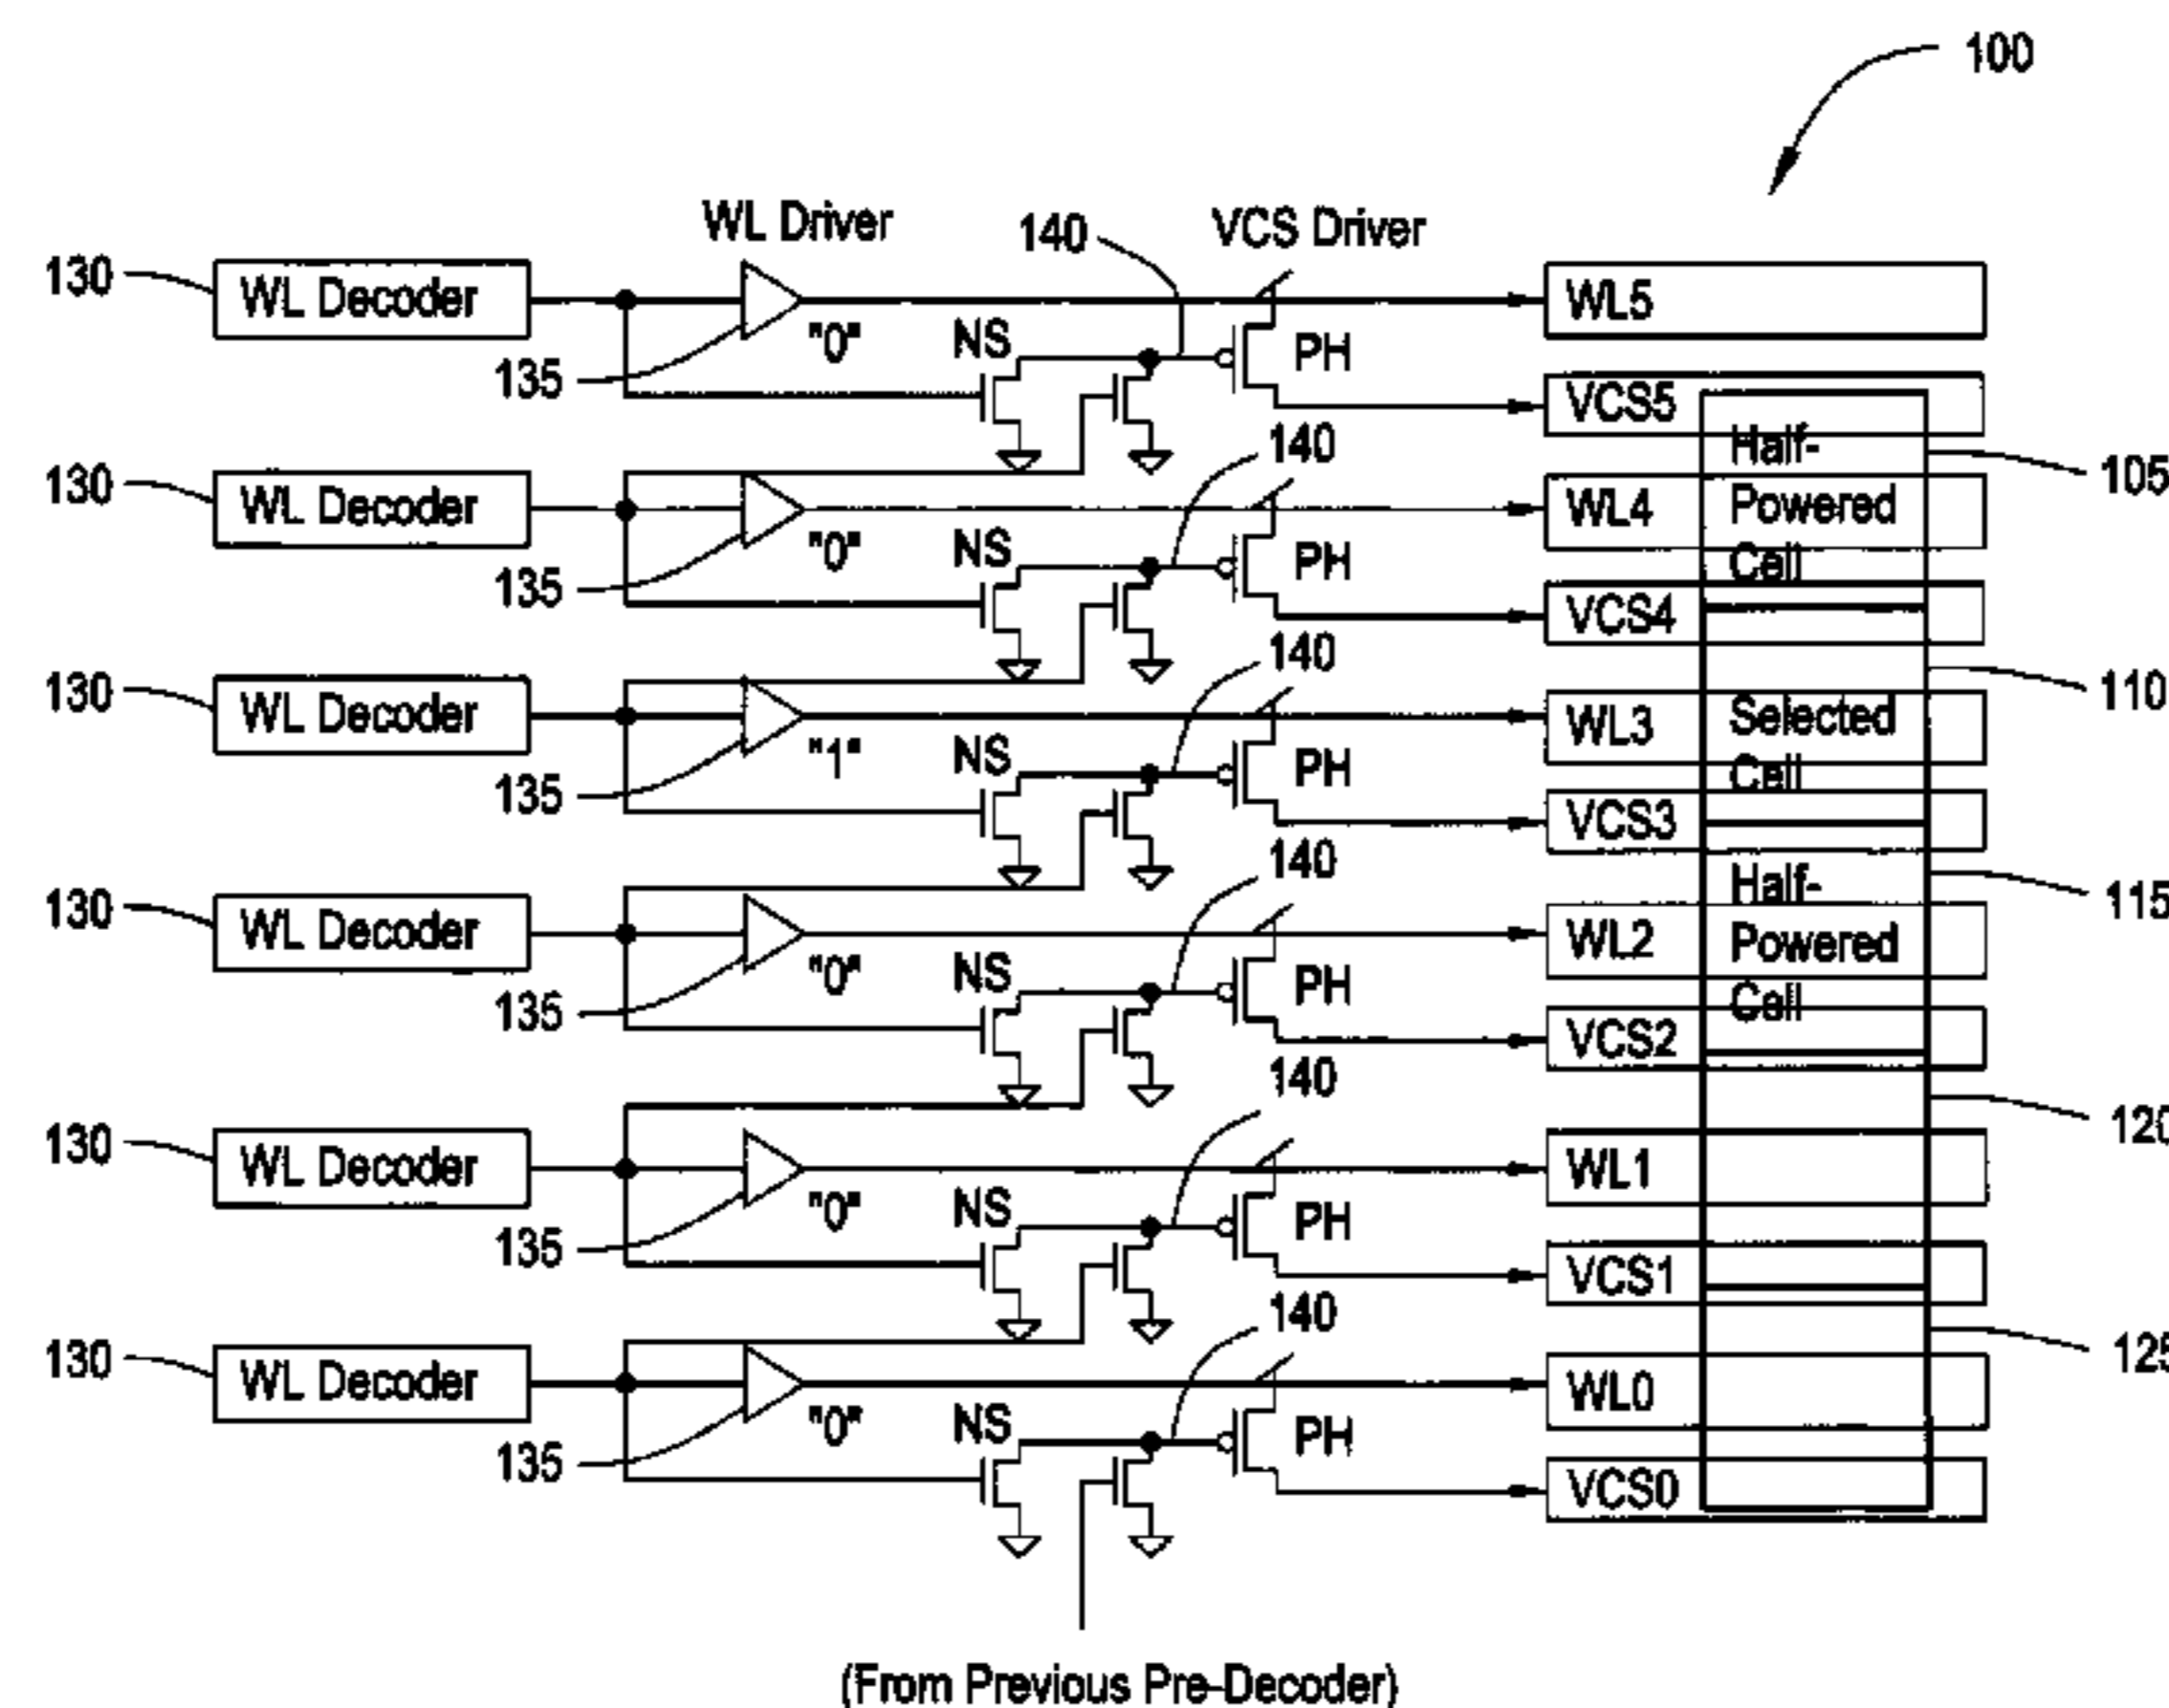 100
WL Driver
140
VCS Driver
130
WL Decoder
WL5
135
"0"
NS
PH
VCS5
Half-
Powered
Cell
105
140
130
WL Decoder
WL4
135
"0"
NS
PH
VCS4
140
110
130
WL Decoder
WL3
Selected
Cell
135
"1"
NS
PH
VCS3
140
Half-
Powered
Cell
115
130
WL Decoder
WL2
135
"0"
NS
PH
VCS2
140
120
130
WL Decoder
WL1
135
"0"
NS
PH
VCS1
140
125
130
WL Decoder
WL0
135
"0"
NS
PH
VCS0
(From Previous Pre-Decoder)